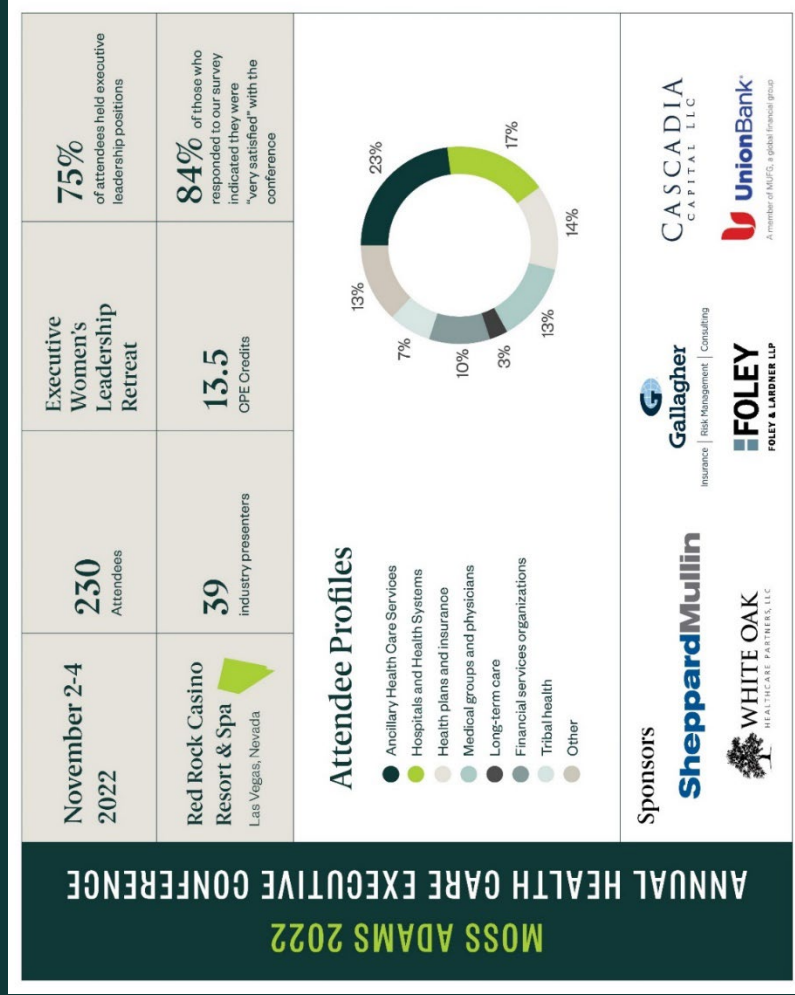 MOSS ADAMS 2022
ANNUAL HEALTH CARE EXECUTIVE CONFERENCE
November 2-4
2022
230
Attendees
Executive
Women's
Leadership
Retreat
75%
of attendees held executive
leadership positions
Red Rock Casino
Resort & Spa
Las Vegas, Nevada
39
industry presenters
13.5
CPE Credits
84% of those who
responded to our survey
indicated they were
"very satisfied" with the
conference
Attendee Profiles
Ancillary Health Care Services
Hospitals and Health Systems
Health plans and insurance
Medical groups and physicians
Long-term care
Financial services organizations
Tribal health
Other
23%
17%
14%
13%
3%
10%
7%
13%
Sponsors
SheppardMullin
Gallagher
Insurance | Risk Management | Consulting
CASCADIA
CAPITAL LLC
WHITE OAK
HEALTHCARE PARTNERS, LLC
FOLEY
FOLEY & LARDNER LLP
UnionBank®
A member of MUFG, a global financial group